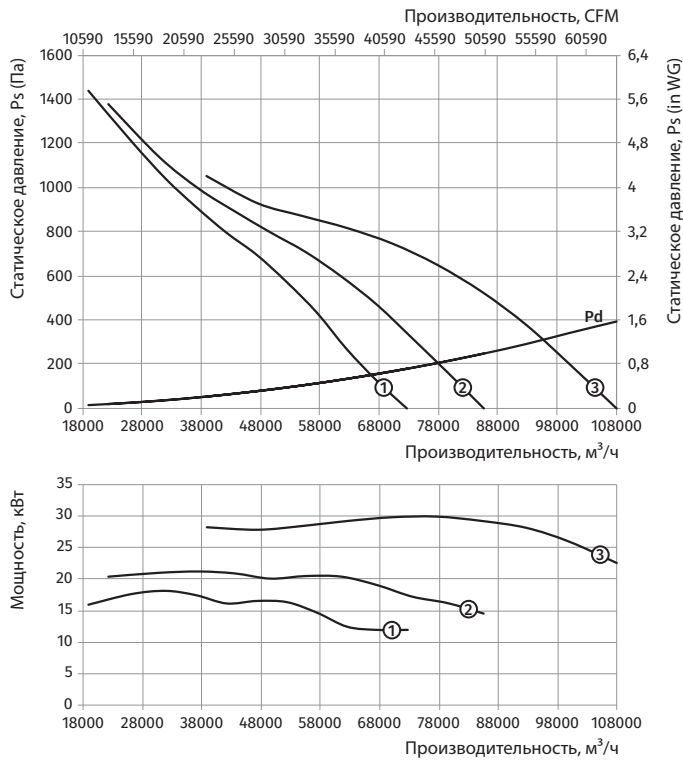 Производительность, CFM
10590 15590 20590 25590 30590 35590 40590 45590 50590 55590 60590
Статическое давление, Ps (Па)
Статическое давление, Ps (in WG)
1600 6,4
1400 5,6
1200 4,8
1000 4
800 3,2
600 2,4
400 Pd 1,6
200 0,8
1 2 3
0 0
18000 28000 38000 48000 58000 68000 78000 88000 98000 108000
Производительность, м³/ч
Мощность, кВт
35
30
25
3
20
15 2
1
10
5
0
18000 28000 38000 48000 58000 68000 78000 88000 98000 108000
Производительность, м³/ч